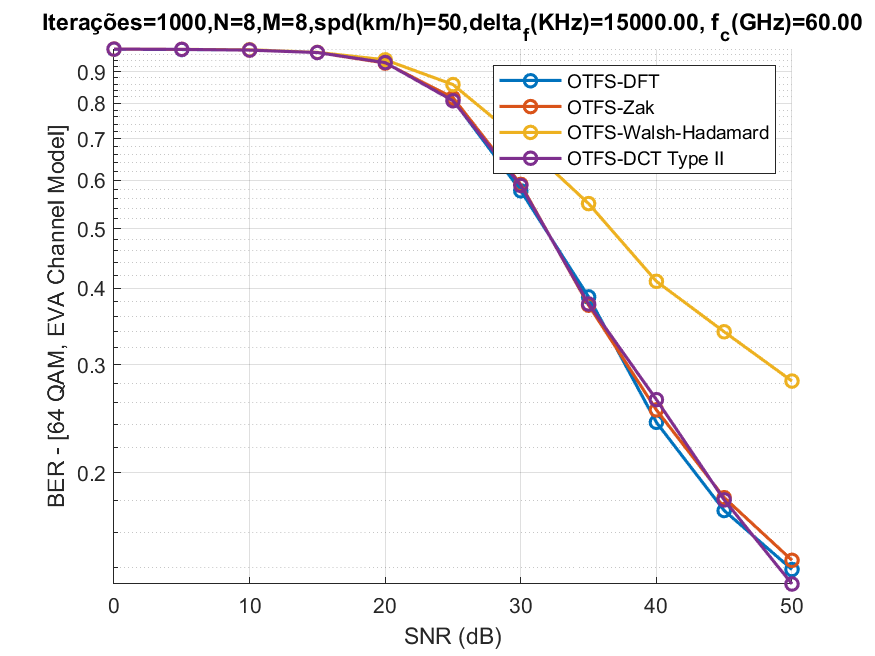 Iterações=1000,N=8,M=8,spd(km/h)=50,delta_f(KHz)=15000.00, f_c(GHz)=60.00
0.9
0.8
0.7
0.6
0.5
0.4
0.3
0.2
BER - [64 QAM, EVA Channel Model]
OTFS-DFT
OTFS-Zak
OTFS-Walsh-Hadamard
OTFS-DCT Type II
0 10 20 30 40 50
SNR (dB)